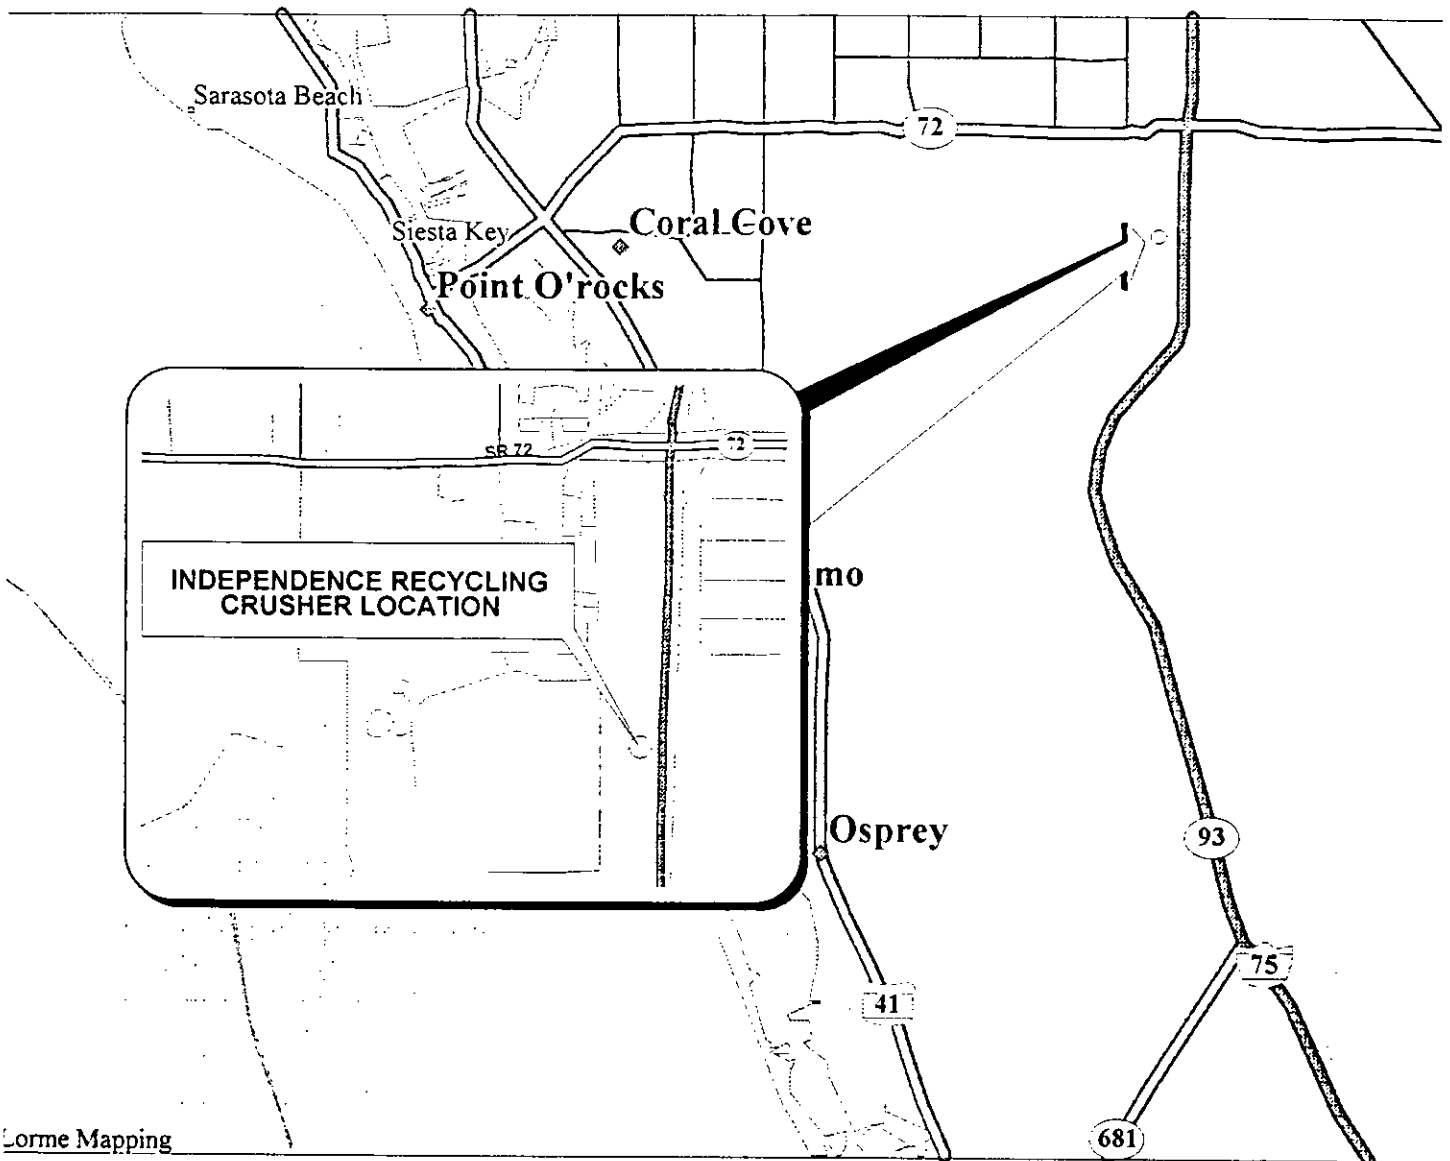 Sarasota Beach
72
Siesta Key
Coral Cove
Point O'rocks
SR 72
72
INDEPENDENCE RECYCLING
CRUSHER LOCATION
mo
Osprey
93
75
41
681
Lorme Mapping